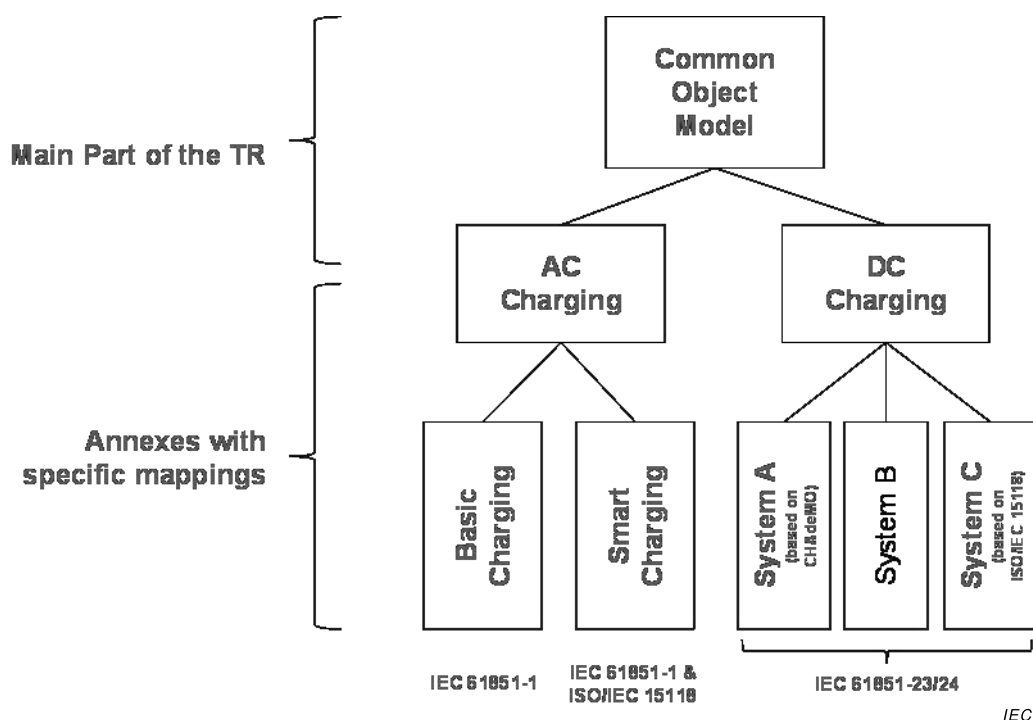 Common
Object
Model
Main Part of the TR
AC
Charging
DC
Charging
Annexes with
specific mappings
Basic
Charging
Smart
Charging
System A
(based on
CHAdeMO)
System B
System C
(based on
ISO/IEC 15118)
IEC 61851-1
IEC 61851-1 &
ISO/IEC 15118
IEC 61851-23/24
IEC